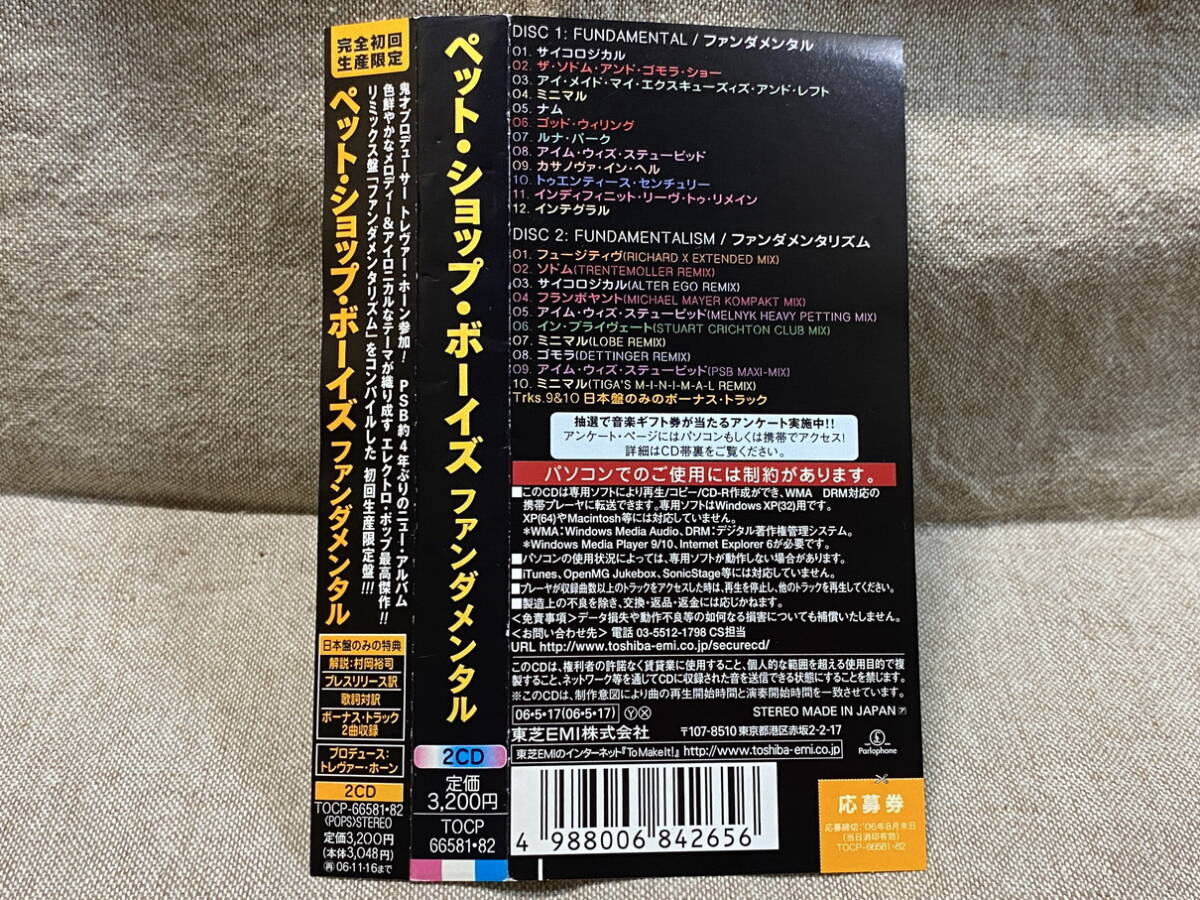 完全初回
生産限定
鬼才プロデューサー トレヴァー・ホーン参加! PSB約4年ぶりのニュー・アルバム
色鮮やかなメロディー&アイロニカルなテーマが織り成す エレクトロ・ポップ最高傑作!!
リミックス盤「ファンダメンタリズム」をコンパイルした 初回生産限定盤!!!
ペット・ショップ・ボーイズ ファンダメンタル
日本盤のみの特典
解説:村岡裕司
プレスリリース訳
歌詞対訳
ボーナス・トラック
2曲収録
プロデュース:
トレヴァー・ホーン
2CD
TOCP-66581•82
〈POPS〉STEREO
定価3,200円
(本体3,048円)
再 06・11・16まで
ペット・ショップ・ボーイズ ファンダメンタル
2CD
定価
3,200円
TOCP
66581•82
DISC 1: FUNDAMENTAL / ファンダメンタル
01. サイコロジカル
02. ザ・ソドム・アンド・ゴモラ・ショー
03. アイ・メイド・マイ・エクスキューズィズ・アンド・レフト
04. ミニマル
05. ナム
06. ゴッド・ウィリング
07. ルナ・パーク
08. アイム・ウィズ・ステューピッド
09. カサノヴァ・イン・ヘル
10. トゥエンティース・センチュリー
11. インディフィニット・リーヴ・トゥ・リメイン
12. インテグラル
DISC 2: FUNDAMENTALISM / ファンダメンタリズム
01. フュージティヴ(RICHARD X EXTENDED MIX)
02. ソドム(TRENTEMOLLER REMIX)
03. サイコロジカル(ALTER EGO REMIX)
04. フランボヤント(MICHAEL MAYER KOMPAKT MIX)
05. アイム・ウィズ・ステューピッド(MELNYK HEAVY PETTING MIX)
06. イン・プライヴェート(STUART CRICHTON CLUB MIX)
07. ミニマル(LOBE REMIX)
08. ゴモラ(DETTINGER REMIX)
09. アイム・ウィズ・ステューピッド(PSB MAXI-MIX)
10. ミニマル(TIGA'S M-I-N-I-M-A-L REMIX)
Trks.9&10 日本盤のみのボーナス・トラック
抽選で音楽ギフト券が当たるアンケート実施中!!
アンケート・ページにはパソコンもしくは携帯でアクセス!
詳細はCD帯裏をご覧ください。
パソコンでのご使用には制約があります。
■このCDは専用ソフトにより再生/コピー/CD-R作成ができ、WMA DRM対応の
携帯プレーヤに転送できます。専用ソフトはWindows XP(32)用です。
XP(64)やMacintosh等には対応していません。
*WMA:Windows Media Audio、DRM:デジタル著作権管理システム。
*Windows Media Player 9/10、Internet Explorer 6が必要です。
■パソコンの使用状況によっては、専用ソフトが動作しない場合があります。
■iTunes、OpenMG Jukebox、SonicStage等には対応していません。
■プレーヤが収録曲数以上のトラックをアクセスした時は、再生を停止し、他のトラックを再生してください。
■製造上の不良を除き、交換・返品・返金には応じかねます。
<免責事項>データ損失や動作不良等の如何なる損害についても補償いたしません。
<お問い合わせ先> 電話 03-5512-1798 CS担当
URL http://www.toshiba-emi.co.jp/securecd/
このCDは、権利者の許諾なく賃貸業に使用すること、個人的な範囲を超える使用目的で複
製すること、ネットワーク等を通じてCDに収録された音を送信できる状態にすることを禁じます。
※このCDは、制作意図により曲の再生開始時間と演奏開始時間を一致させています。
06・5・17(06・5・17) Y X STEREO MADE IN JAPAN
東芝EMI株式会社 〒107-8510 東京都港区赤坂2-2-17
東芝EMIのインターネット『ToMakeIt!』 http://www.toshiba-emi.co.jp
Parlophone
4 988006 842656
応募券
応募締切:'06年8月末日
(当日消印有効)
TOCP-66581・82